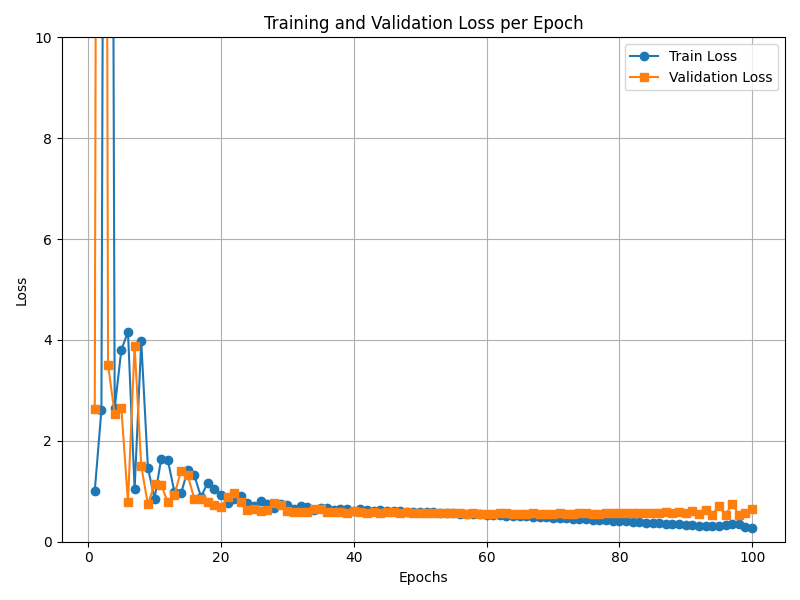 Training and Validation Loss per Epoch
10
8
6
4
2
0
Loss
Train Loss
Validation Loss
0 20 40 60 80 100
Epochs